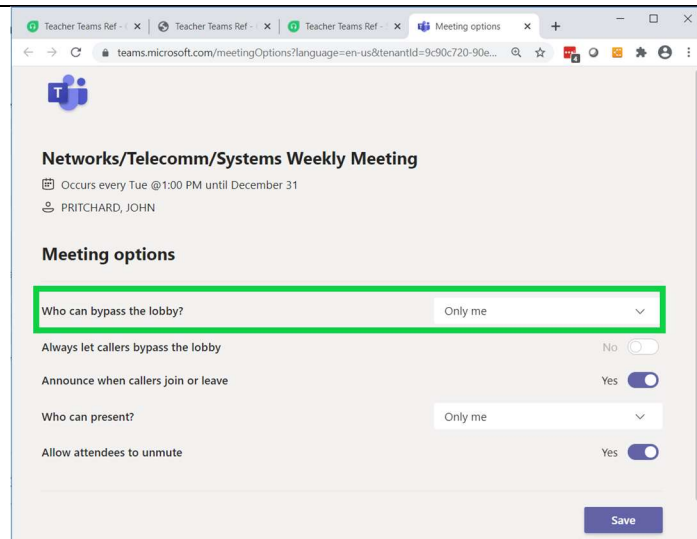 Teacher Teams Ref -
Teacher Teams Ref -
Teacher Teams Ref -
Meeting options
teams.microsoft.com/meetingOptions?language=en-us&tenantId=9c90c720-90e...
4
T
Networks/Telecomm/Systems Weekly Meeting
Occurs every Tue @1:00 PM until December 31
PRITCHARD, JOHN
Meeting options
Who can bypass the lobby? Only me
Always let callers bypass the lobby No
Announce when callers join or leave Yes
Who can present? Only me
Allow attendees to unmute Yes
Save